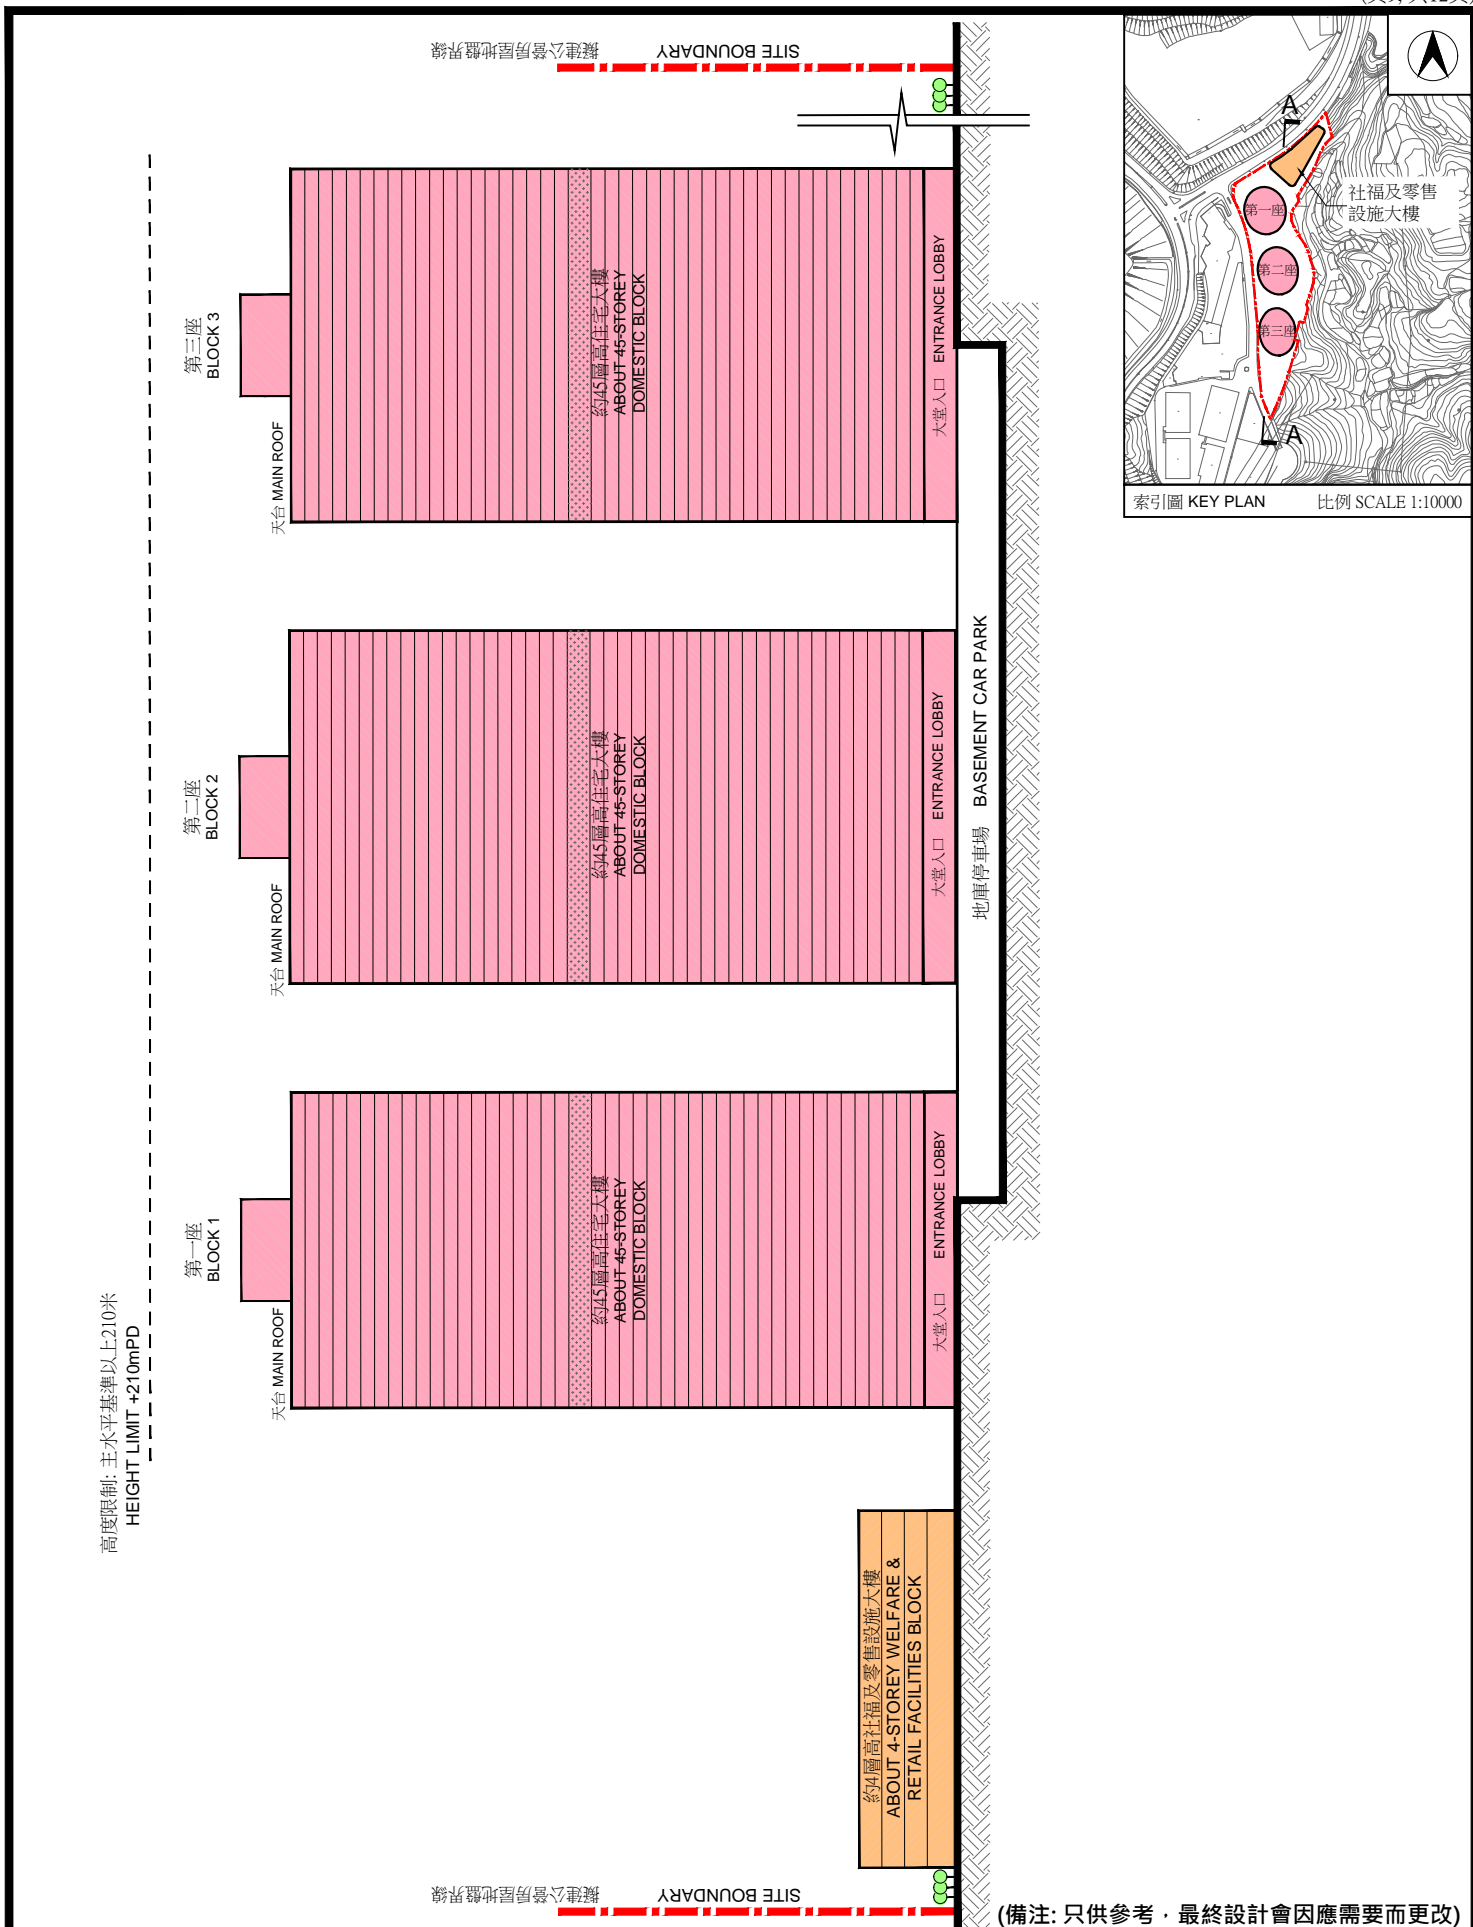 擬建公營房屋地盤界線
SITE BOUNDARY
高度限制: 主水平基準以上210米
HEIGHT LIMIT +210mPD
約4層高社福及零售設施大樓
ABOUT 4-STOREY WELFARE &
RETAIL FACILITIES BLOCK
第一座
BLOCK 1
天台 MAIN ROOF
約45層高住宅大樓
ABOUT 45-STOREY
DOMESTIC BLOCK
大堂入口 ENTRANCE LOBBY
第二座
BLOCK 2
天台 MAIN ROOF
約45層高住宅大樓
ABOUT 45-STOREY
DOMESTIC BLOCK
大堂入口 ENTRANCE LOBBY
地庫停車場 BASEMENT CAR PARK
第三座
BLOCK 3
天台 MAIN ROOF
約45層高住宅大樓
ABOUT 45-STOREY
DOMESTIC BLOCK
大堂入口 ENTRANCE LOBBY
擬建公營房屋地盤界線
SITE BOUNDARY
A
社福及零售
設施大樓
第一座
第二座
第三座
A
索引圖 KEY PLAN
比例 SCALE 1:10000
(備注: 只供參考，最終設計會因應需要而更改)